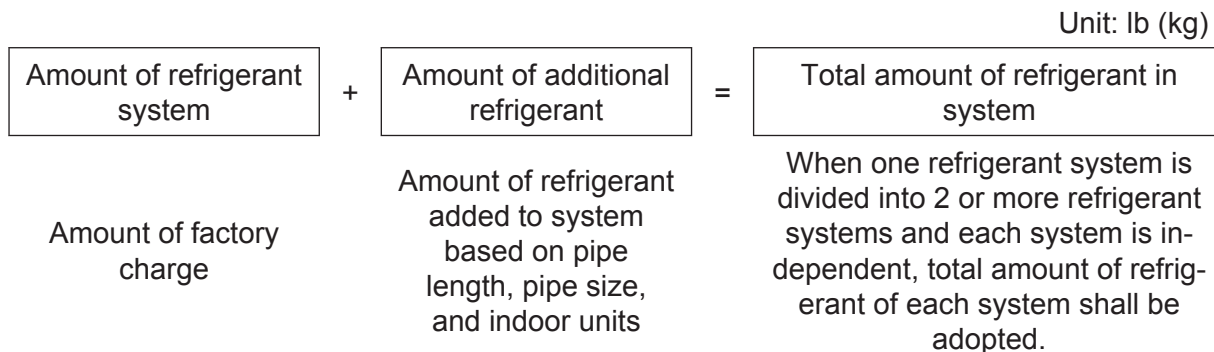 Unit: lb (kg)
Amount of refrigerant
system
+
Amount of additional
refrigerant
=
Total amount of refrigerant in
system
Amount of factory
charge
Amount of refrigerant
added to system
based on pipe
length, pipe size,
and indoor units
When one refrigerant system is
divided into 2 or more refrigerant
systems and each system is in-
dependent, total amount of refrig-
erant of each system shall be
adopted.